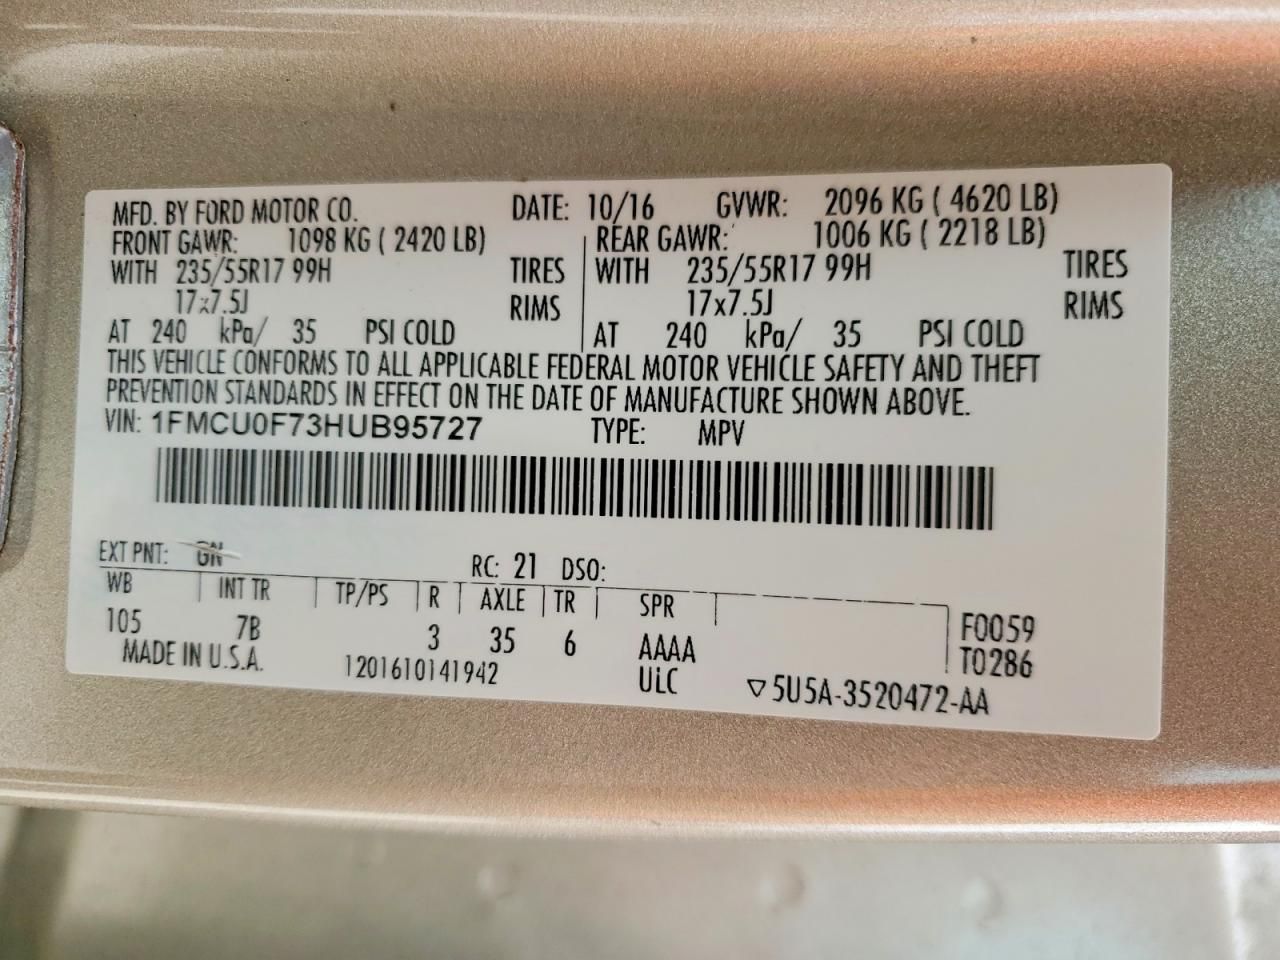 MFD. BY FORD MOTOR CO. DATE: 10/16 GVWR: 2096 KG ( 4620 LB)
FRONT GAWR: 1098 KG ( 2420 LB) REAR GAWR: 1006 KG ( 2218 LB)
WITH 235/55R17 99H TIRES WITH 235/55R17 99H TIRES
17x7.5J RIMS 17x7.5J RIMS
AT 240 kPa/ 35 PSI COLD AT 240 kPa/ 35 PSI COLD
THIS VEHICLE CONFORMS TO ALL APPLICABLE FEDERAL MOTOR VEHICLE SAFETY AND THEFT
PREVENTION STANDARDS IN EFFECT ON THE DATE OF MANUFACTURE SHOWN ABOVE.
VIN: 1FMCU0F73HUB95727 TYPE: MPV
EXT PNT: GN RC: 21 DSO:
WB INT TR TP/PS R AXLE TR SPR
105 7B 3 35 6 AAAA F0059
MADE IN U.S.A. 1201610141942 ULC T0286
▽5U5A-3520472-AA